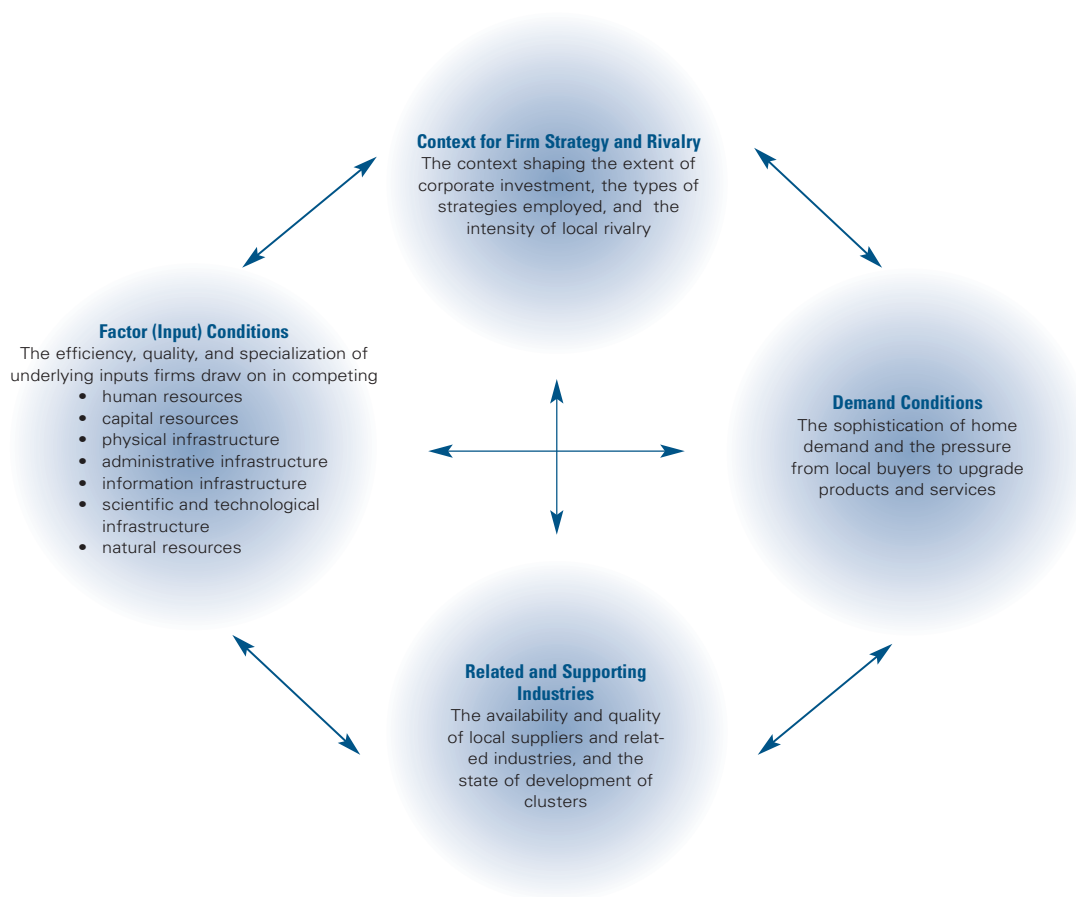 Context for Firm Strategy and Rivalry
The context shaping the extent of
corporate investment, the types of
strategies employed, and the
intensity of local rivalry
Factor (Input) Conditions
The efficiency, quality, and specialization of
underlying inputs firms draw on in competing
• human resources
• capital resources
• physical infrastructure
• administrative infrastructure
• information infrastructure
• scientific and technological
infrastructure
• natural resources
Demand Conditions
The sophistication of home
demand and the pressure
from local buyers to upgrade
products and services
Related and Supporting
Industries
The availability and quality
of local suppliers and relat-
ed industries, and the
state of development of
clusters